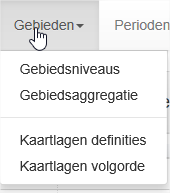 Gebieden Perioden
Gebiedsniveaus
Gebiedsaggregatie
Kaartlagen definities
Kaartlagen volgorde